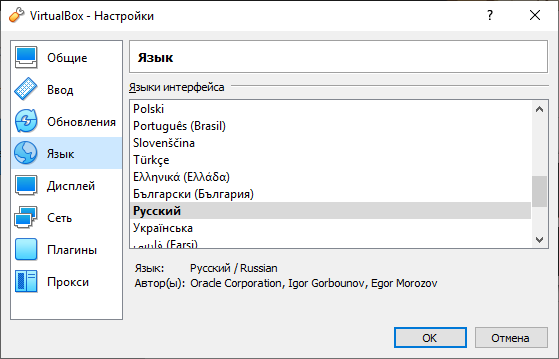 VirtualBox - Настройки
Общие
Ввод
Обновления
Язык
Дисплей
Сеть
Плагины
Прокси
Язык
Языки интерфейса
Polski
Português (Brasil)
Slovenščina
Türkçe
Ελληνικά (Ελλάδα)
Български (България)
Русский
Українська
(Farsi)
Язык: Русский / Russian
Автор(ы): Oracle Corporation, Igor Gorbounov, Egor Morozov
OK
Отмена